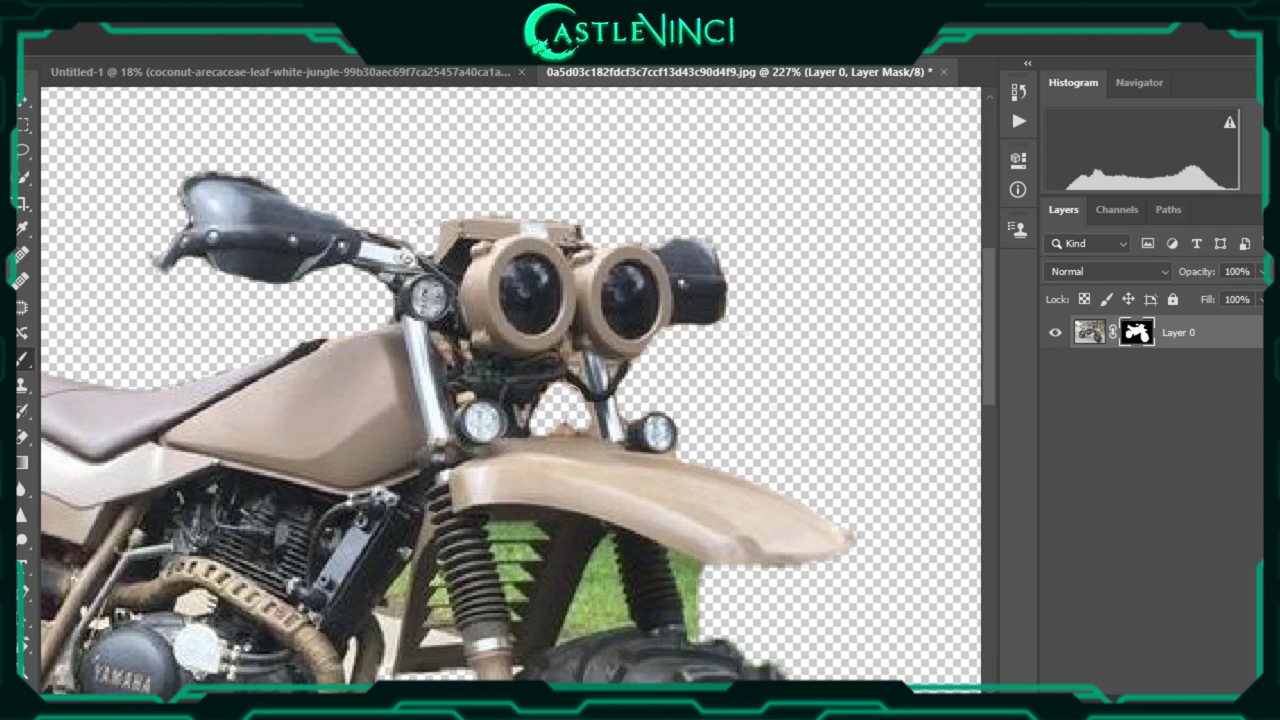 CASTLEVINCI
Untitled-1 @ 18% (coconut-arecaceae-leaf-white-jungle-99b30aec69f7ca25457a40ca1a...
0a5d03c182fdcf3c7ccf13d43c90d4f9.jpg @ 227% (Layer 0, Layer Mask/8) *
Histogram
Navigator
Layers
Channels
Paths
Kind
Normal
Opacity: 100%
Lock:
Fill: 100%
Layer 0
YAMAHA